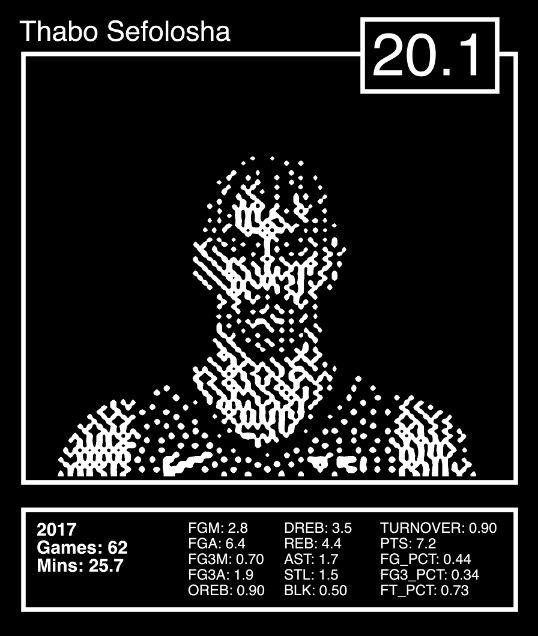 Thabo Sefolosha
20.1
2017
Games: 62
Mins: 25.7
FGM: 2.8
FGA: 6.4
FG3M: 0.70
FG3A: 1.9
OREB: 0.90
DREB: 3.5
REB: 4.4
AST: 1.7
STL: 1.5
BLK: 0.50
TURNOVER: 0.90
PTS: 7.2
FG_PCT: 0.44
FG3_PCT: 0.34
FT_PCT: 0.73